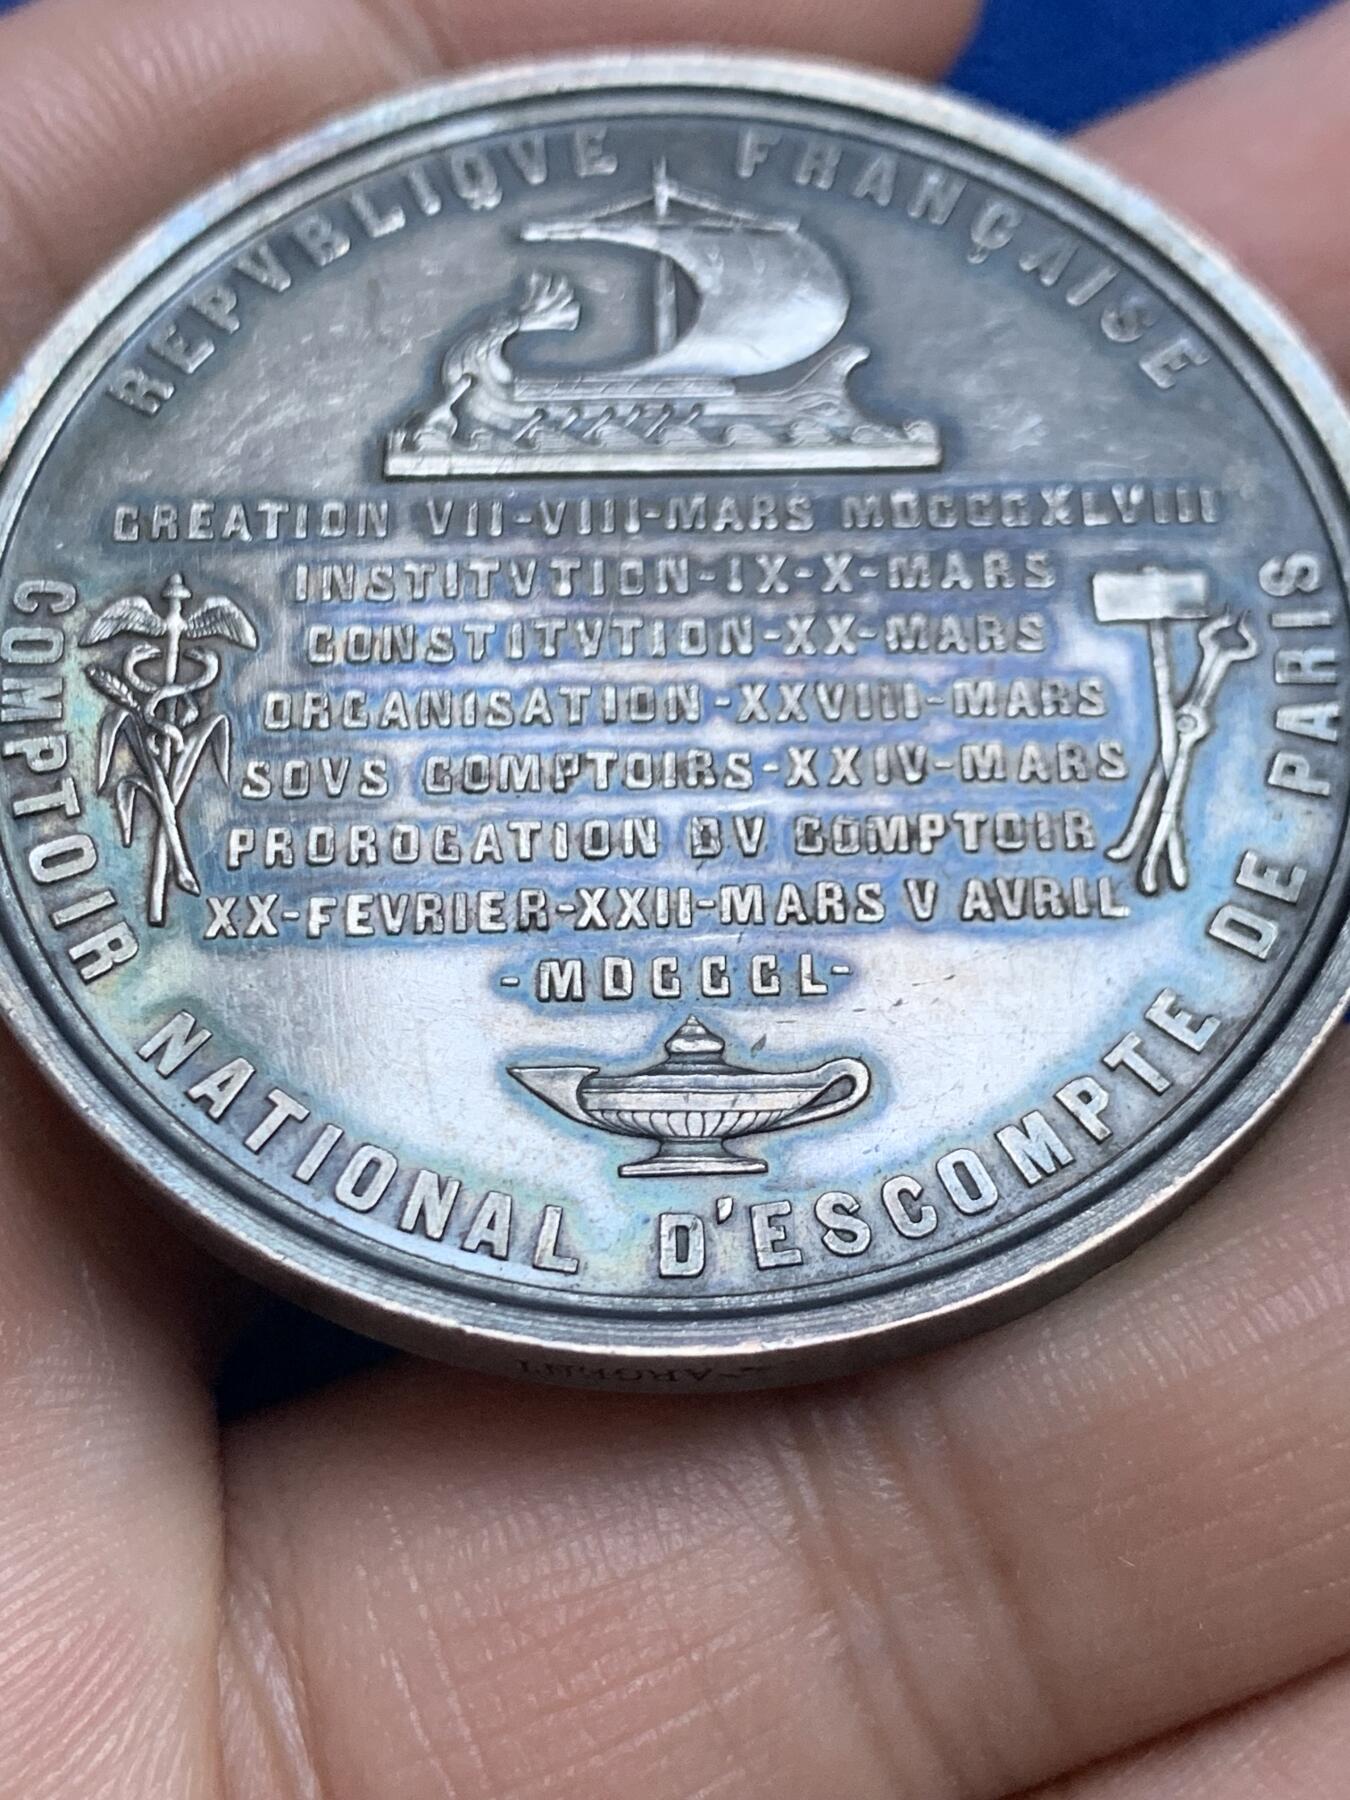 REPVBLIQVE FRANÇAISE
CREATION VII-VIII-MARS MDCCCXLVIII
INSTITVTION-IX-X-MARS
CONSTITVTION-XX-MARS
ORGANISATION-XXVIII-MARS
SOVS COMPTOIRS-XXIV-MARS
PROROGATION DV COMPTOIR
XX-FEVRIER-XXII-MARS V AVRIL
-MDCCCL-
COMPTOIR NATIONAL D'ESCOMPTE DE PARIS
ARGENT